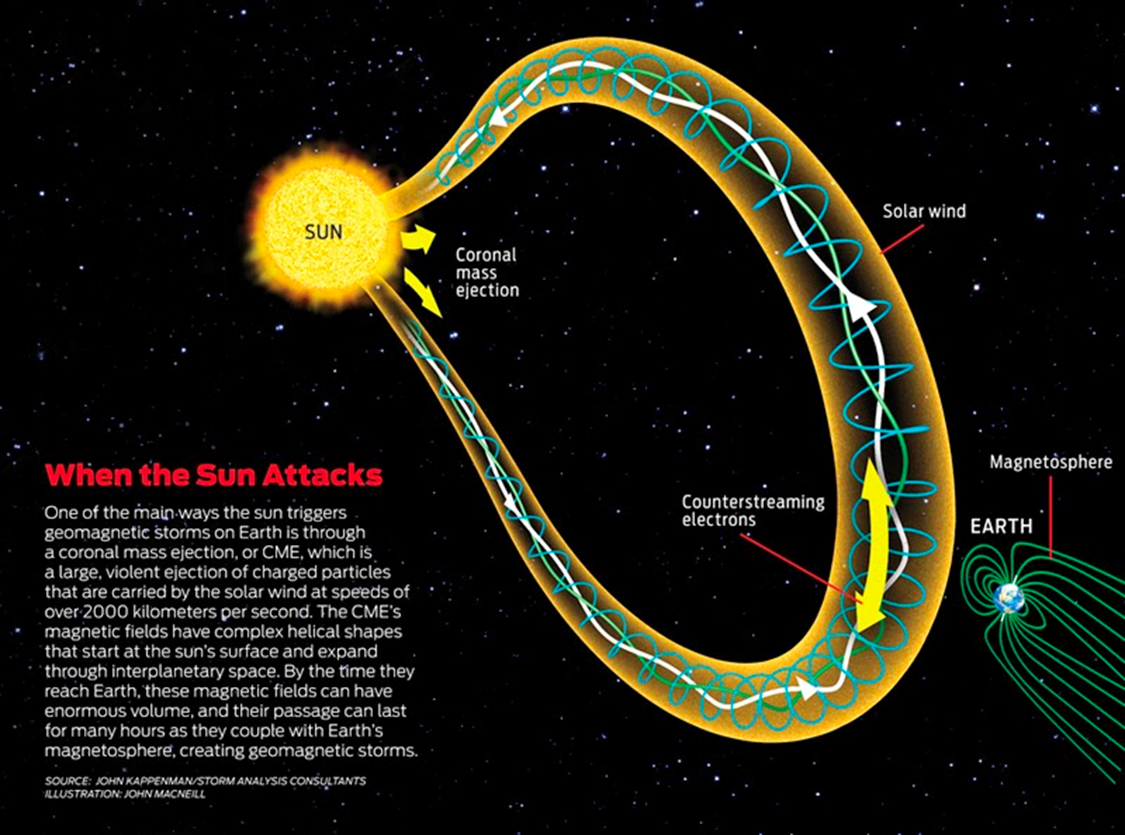 SUN
Coronal
mass
ejection
Solar wind
Counterstreaming
electrons
Magnetosphere
EARTH
When the Sun Attacks
One of the main ways the sun triggers
geomagnetic storms on Earth is through
a coronal mass ejection, or CME, which is
a large, violent ejection of charged particles
that are carried by the solar wind at speeds of
over 2000 kilometers per second. The CME's
magnetic fields have complex helical shapes
that start at the sun's surface and expand
through interplanetary space. By the time they
reach Earth, these magnetic fields can have
enormous volume, and their passage can last
for many hours as they couple with Earth's
magnetosphere, creating geomagnetic storms.
SOURCE: JOHN KAPPENMAN/STORM ANALYSIS CONSULTANTS
ILLUSTRATION: JOHN MACNEILL